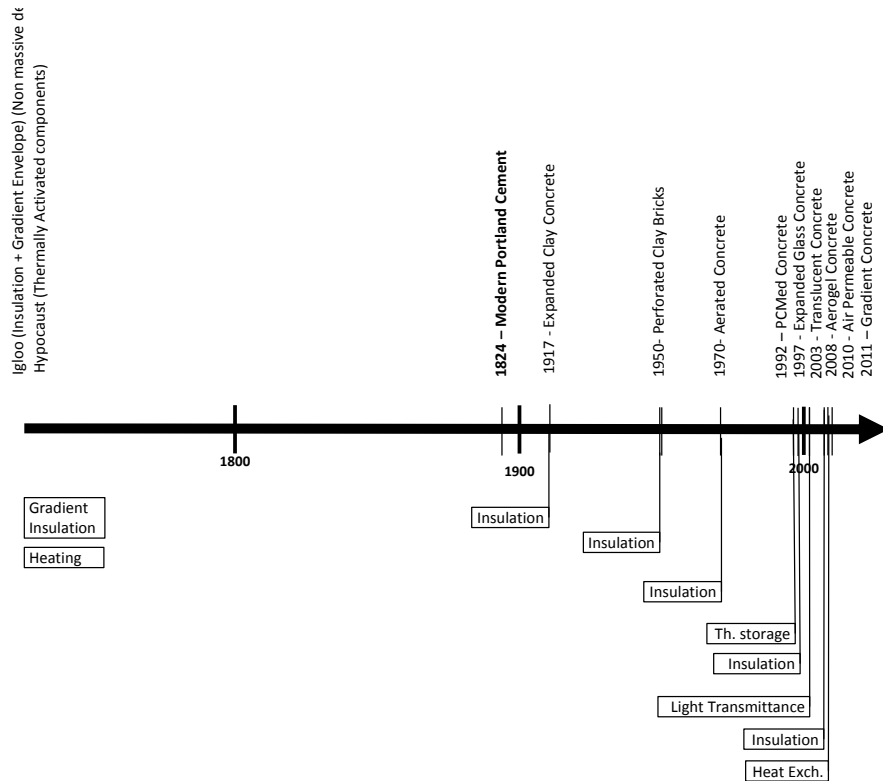 Igloo (Insulation + Gradient Envelope) (Non massive
Hypocaust (Thermally Activated components)
1824 – Modern Portland Cement
1917 - Expanded Clay Concrete
1950- Perforated Clay Bricks
1970- Aerated Concrete
1992 – PCMed Concrete
1997 - Expanded Glass Concrete
2003 - Translucent Concrete
2008 - Aerogel Concrete
2010 - Air Permeable Concrete
2011 – Gradient Concrete
1800
1900
2000
Gradient
Insulation
Heating
Insulation
Insulation
Insulation
Th. storage
Insulation
Light Transmittance
Insulation
Heat Exch.